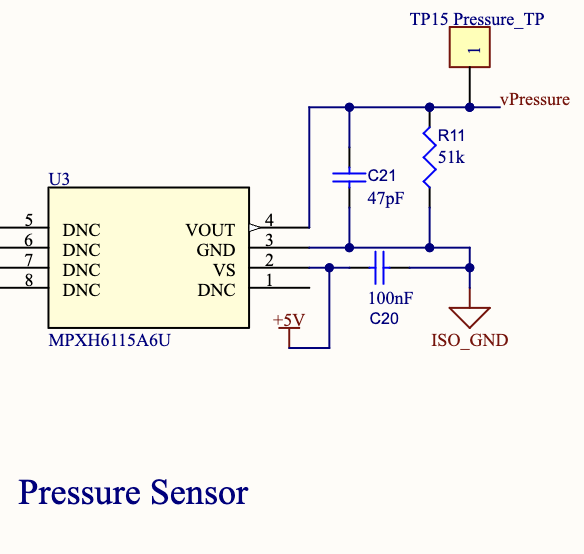 TP15 Pressure_TP
1
vPressure
R11
51k
C21
47pF
U3
5 DNC VOUT 4
6 DNC GND 3
7 DNC VS 2
8 DNC DNC 1
100nF
C20
+5V
MPXH6115A6U
ISO_GND
Pressure Sensor